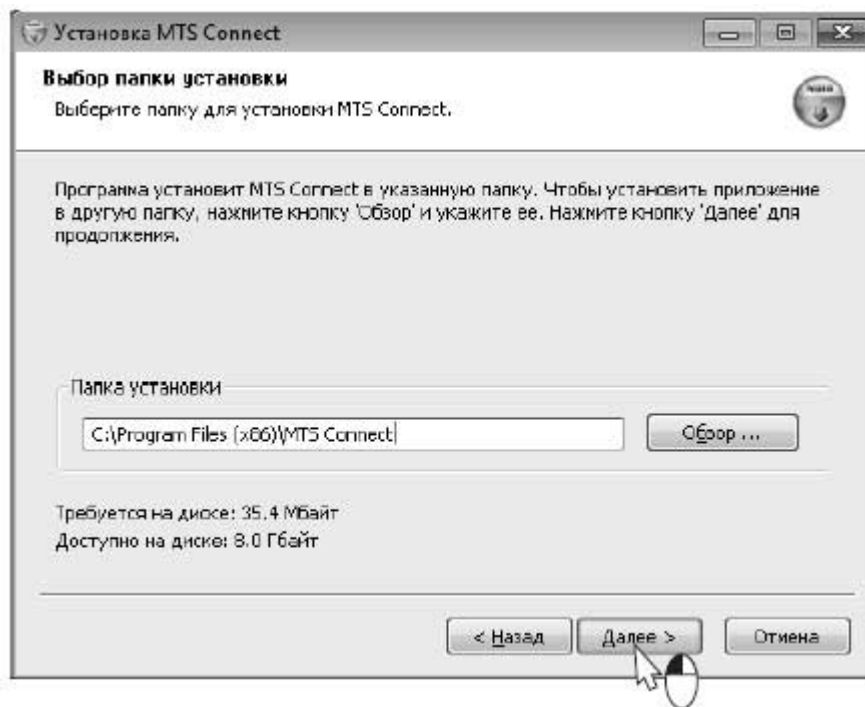 Установка MTS Connect
Выбор папки установки
Выберите папку для установки MTS Connect.
Программа установит MTS Connect в указанную папку. Чтобы установить приложение
в другую папку, нажмите кнопку 'Обзор' и укажите ее. Нажмите кнопку 'Далее' для
продолжения.
Папка установки
C:\Program Files (x86)\MTS Connect
Обзор ...
Требуется на диске: 35.4 Мбайт
Доступно на диске: 8.0 Гбайт
< Назад
Далее >
Отмена